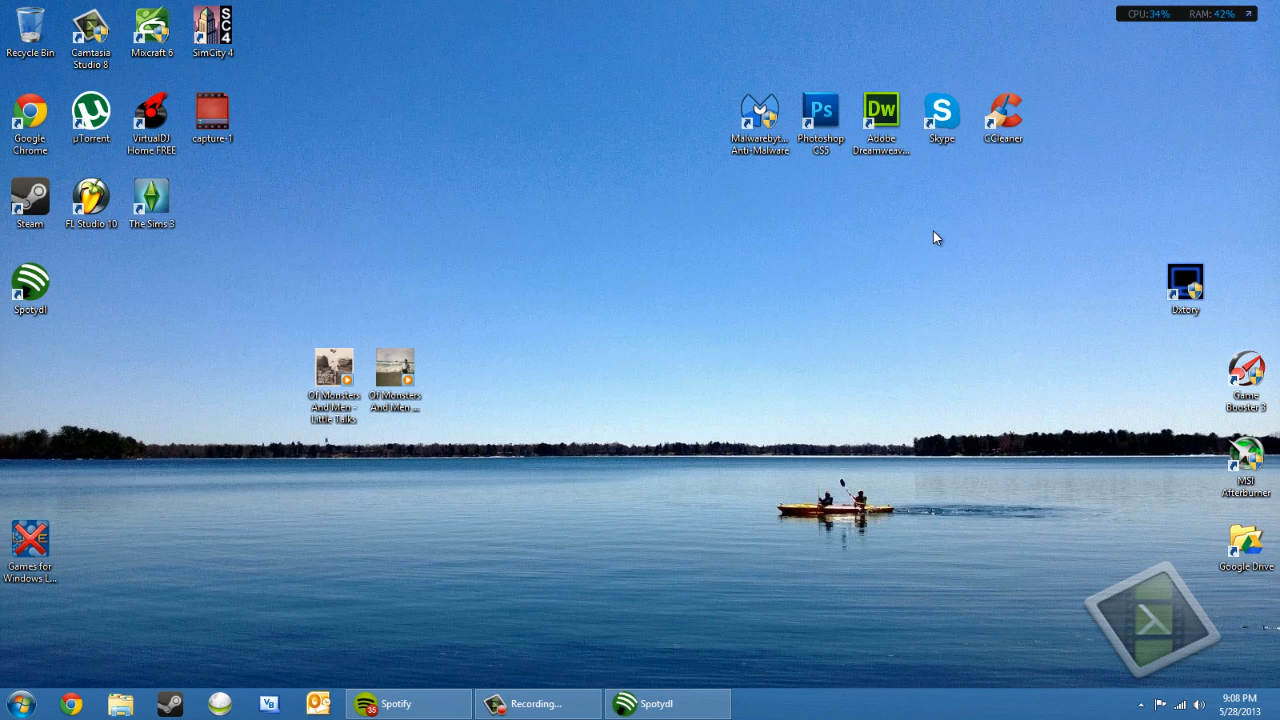 CPU:34% RAM: 42%
SC4
Recycle Bin
Camtasia
Studio 8
Mixcraft 6
SimCity 4
Google
Chrome
µTorrent
VirtualDJ
Home FREE
capture-1
Malwarebyt...
Anti-Malware
Ps
Photoshop
CS5
Dw
Adobe
Dreamweav...
Skype
CCleaner
Steam
FL Studio 10
The Sims 3
Spotydl
Dxtory
Of Monsters
And Men -
Little Talks
Of Monsters
And Men ...
Game
Booster 3
MSI
Afterburner
Games for
Windows L...
Google Drive
VB
35
Spotify
Recording...
Spotydl
9:08 PM
5/28/2013